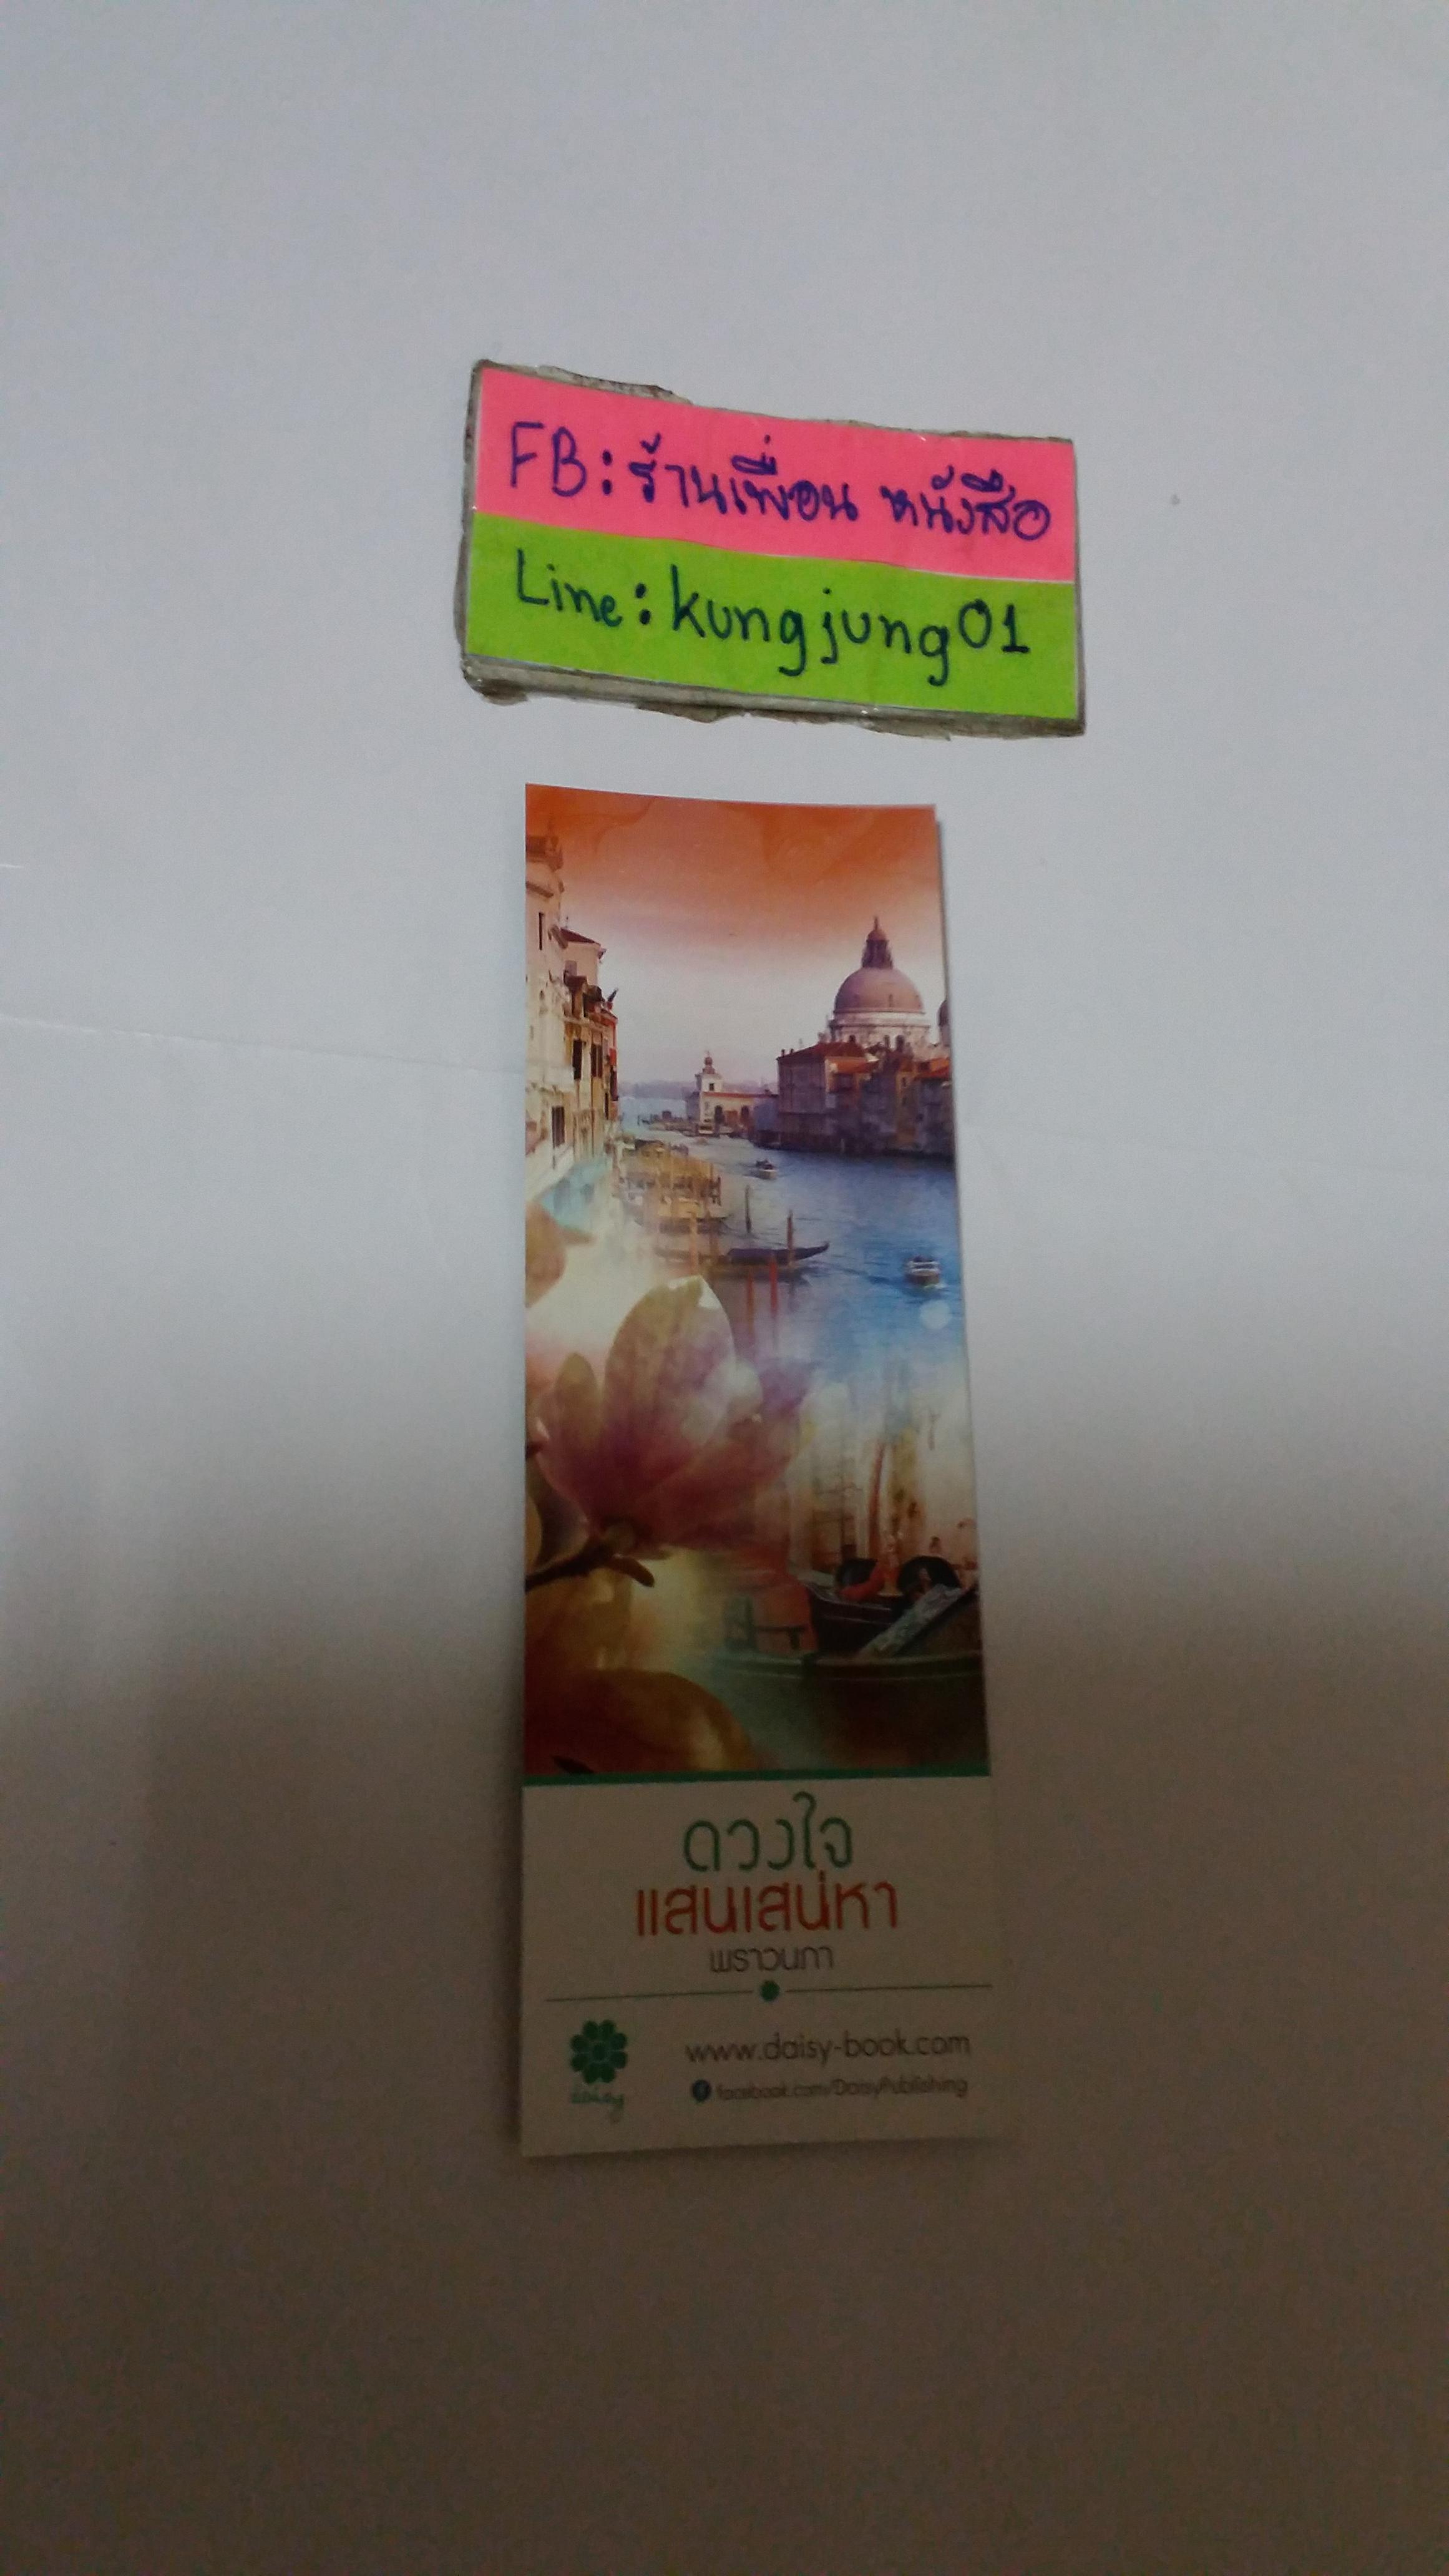 FB: ร้านเพื่อน หนังสือ
Line: kungjung01
ดวงใจ
แสนเสน่หา
พราวนภา
www.daisy-book.com
facebook.com/DaisyPublishing
daisy